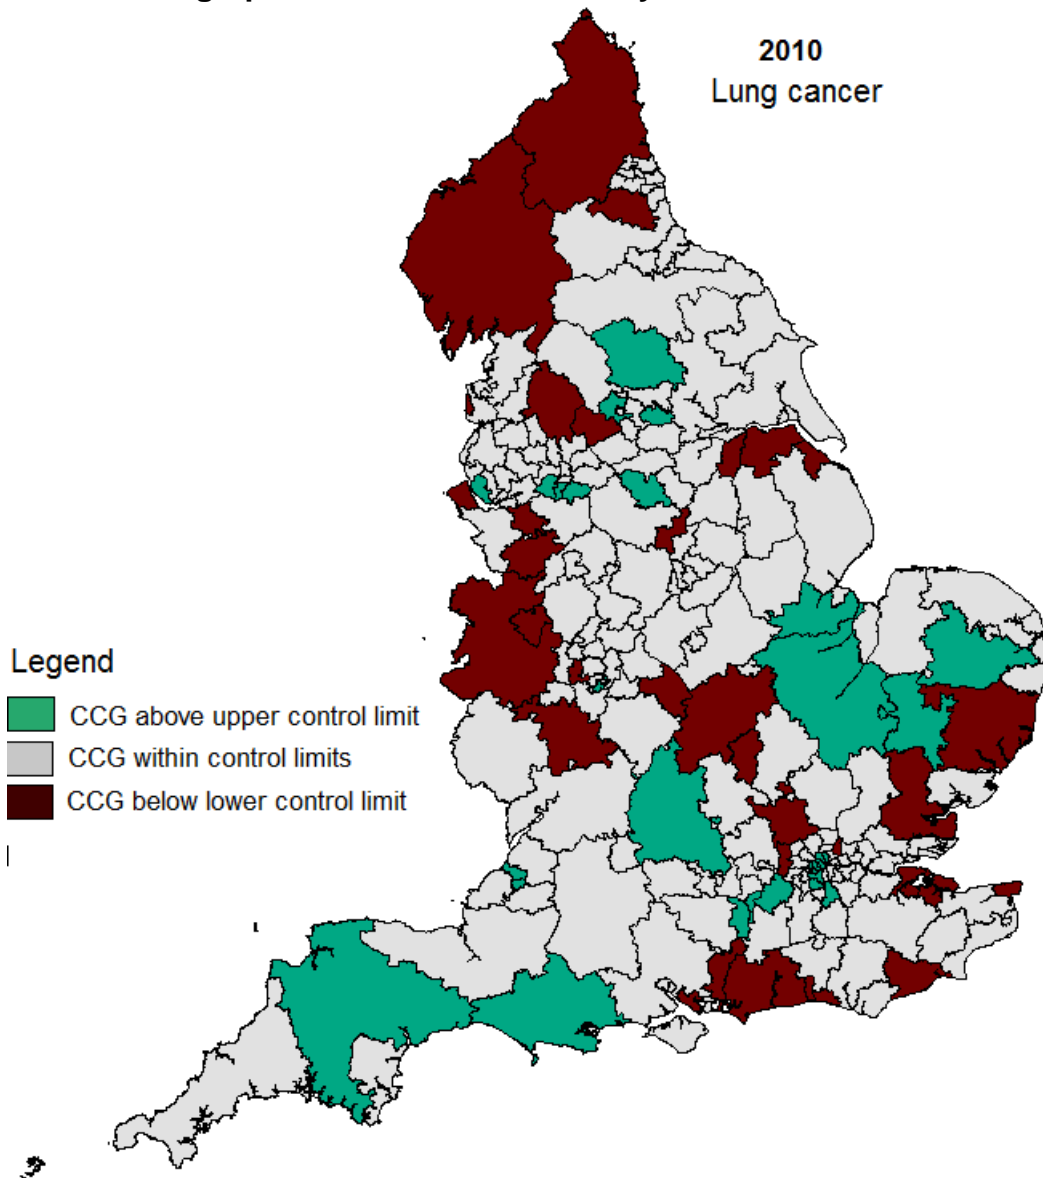 2010
Lung cancer
Legend
CCG above upper control limit
CCG within control limits
CCG below lower control limit